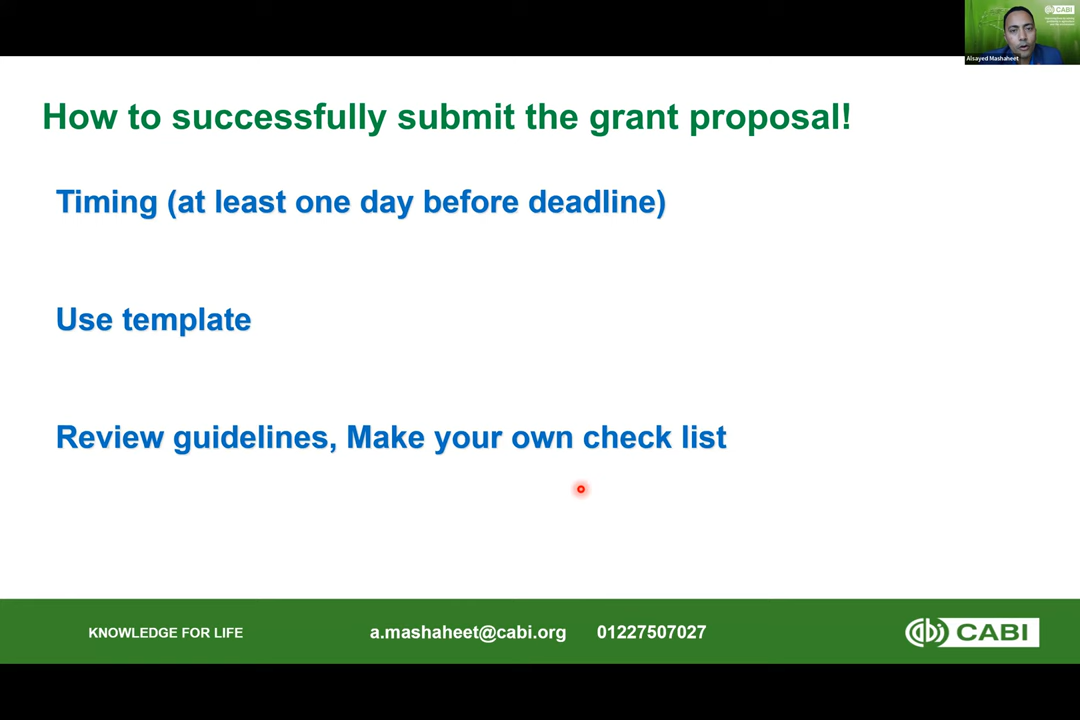 CABI
Alsayed Mashaheet
How to successfully submit the grant proposal!
Timing (at least one day before deadline)
Use template
Review guidelines, Make your own check list
KNOWLEDGE FOR LIFE a.mashaheet@cabi.org 01227507027 CABI